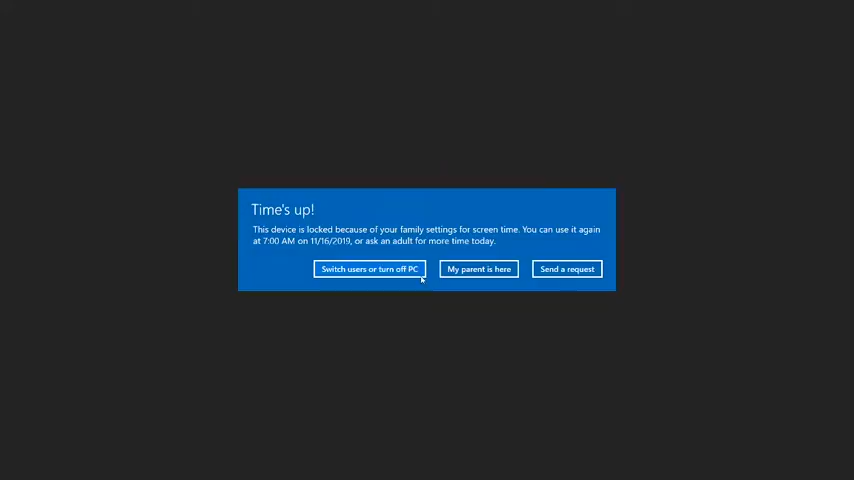 Time's up!
This device is locked because of your family settings for screen time. You can use it again
at 7:00 AM on 11/16/2019, or ask an adult for more time today.
Switch users or turn off PC
My parent is here
Send a request